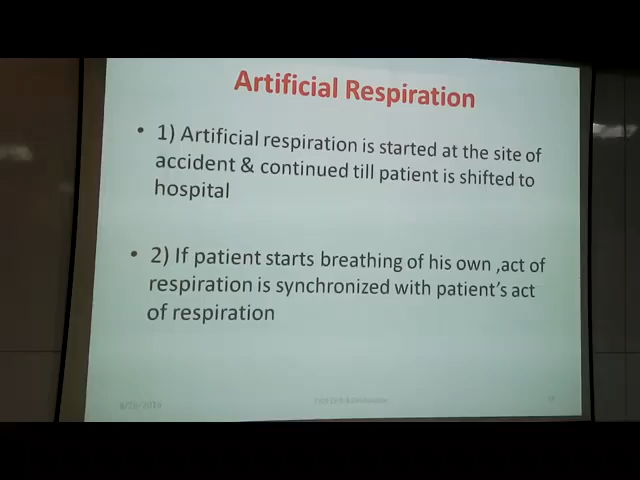 Artificial Respiration
• 1) Artificial respiration is started at the site of
accident & continued till patient is shifted to
hospital
• 2) If patient starts breathing of his own ,act of
respiration is synchronized with patient's act
of respiration